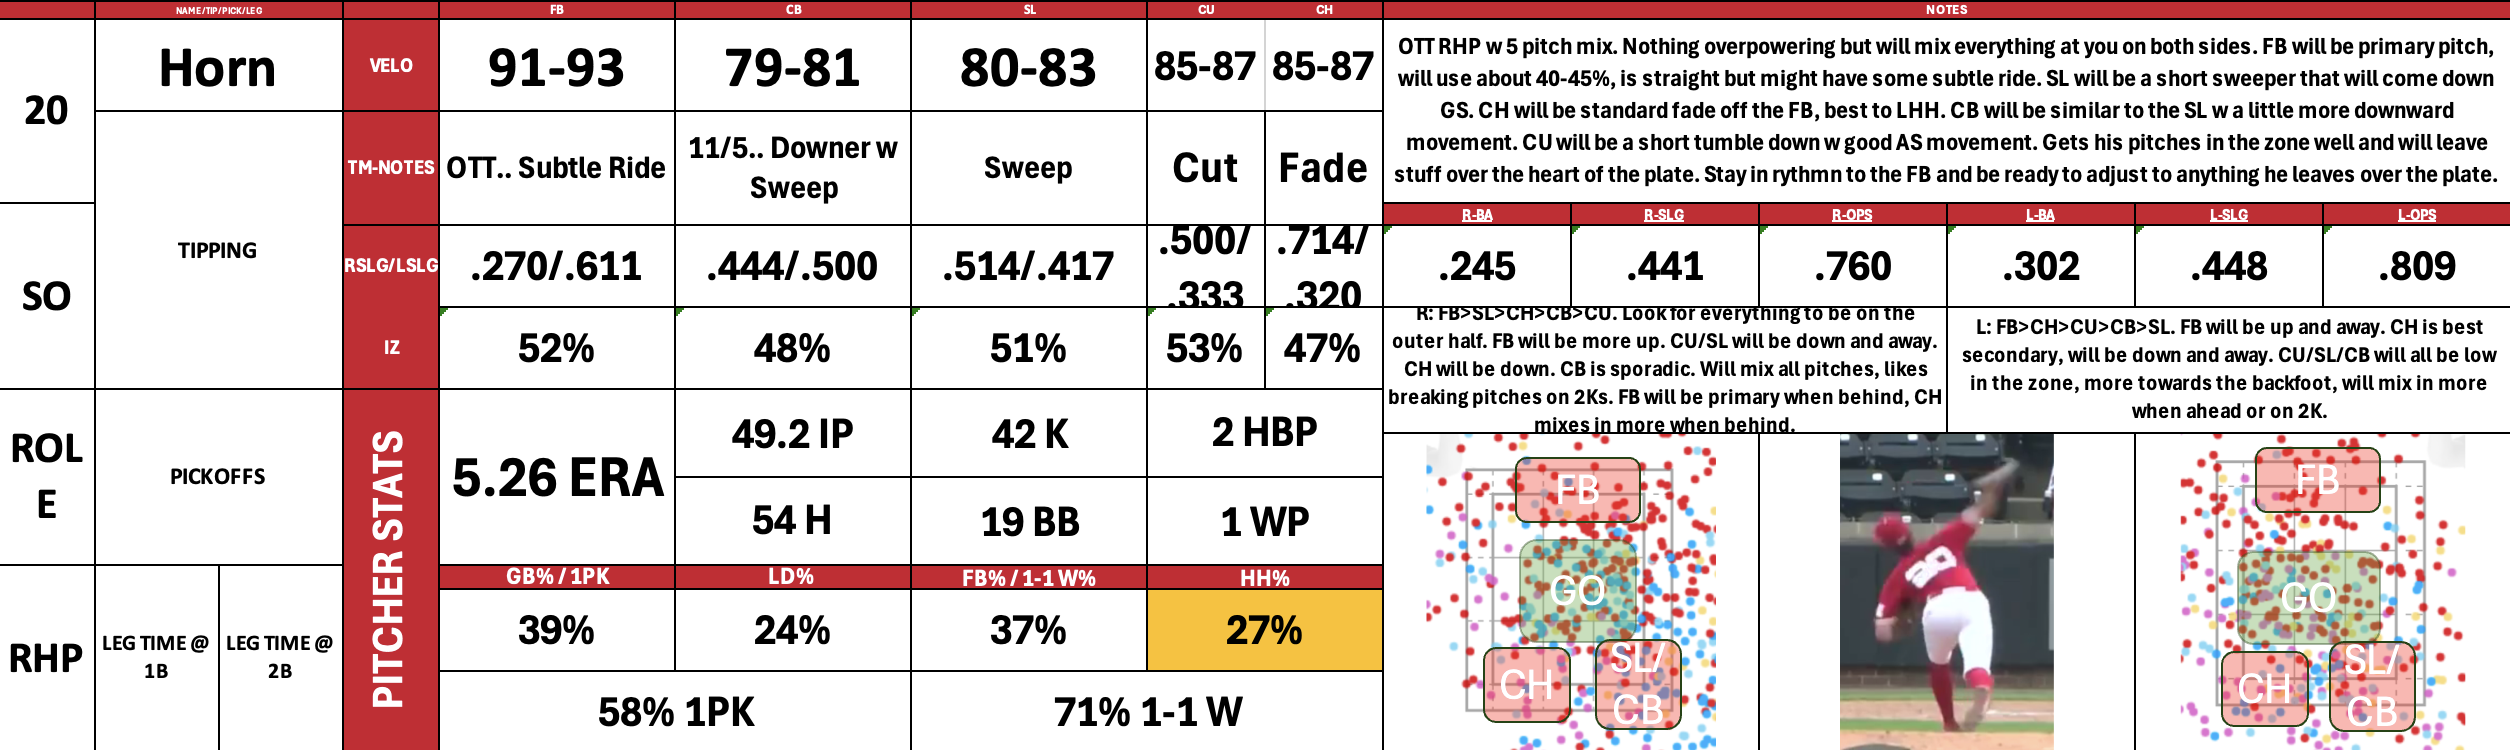 NAME/TIP/PICK/LEG
FB
CB
SL
CU
CH
NOTES
20
Horn
VELO
91-93
79-81
80-83
85-87
85-87
OTT RHP w 5 pitch mix. Nothing overpowering but will mix everything at you on both sides. FB will be primary pitch,
will use about 40-45%, is straight but might have some subtle ride. SL will be a short sweeper that will come down
GS. CH will be standard fade off the FB, best to LHH. CB will be similar to the SL w a little more downward
movement. CU will be a short tumble down w good AS movement. Gets his pitches in the zone well and will leave
stuff over the heart of the plate. Stay in rythmn to the FB and be ready to adjust to anything he leaves over the plate.
TIPPING
TM-NOTES
OTT.. Subtle Ride
11/5.. Downer w
Sweep
Sweep
Cut
Fade
SO
R-BA
R-SLG
R-OPS
L-BA
L-SLG
L-OPS
RSLG/LSLG
.270/.611
.444/.500
.514/.417
.500/
.333
.714/
.320
.245
.441
.760
.302
.448
.809
IZ
52%
48%
51%
53%
47%
R: FB>SL>CH>CB>CU. Look for everything to be on the
outer half. FB will be more up. CU/SL will be down and away.
CH will be down. CB is sporadic. Will mix all pitches, likes
breaking pitches on 2Ks. FB will be primary when behind, CH
mixes in more when behind.
L: FB>CH>CU>CB>SL. FB will be up and away. CH is best
secondary, will be down and away. CU/SL/CB will all be low
in the zone, more towards the backfoot, will mix in more
when ahead or on 2K.
ROL
E
PICKOFFS
PITCHER STATS
5.26 ERA
49.2 IP
42 K
2 HBP
54 H
19 BB
1 WP
GB% / 1PK
LD%
FB% / 1-1 W%
HH%
RHP
LEG TIME @
1B
LEG TIME @
2B
39%
24%
37%
27%
58% 1PK
71% 1-1 W
FB
GO
CH
SL/
CB
FB
GO
CH
SL/
CB